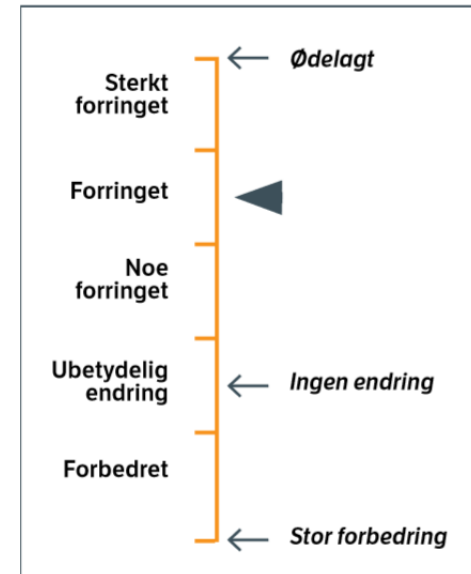 Ødelagt
Sterkt
forringet
Forringet
Noe
forringet
Ubetydelig
endring
Ingen endring
Forbedret
Stor forbedring